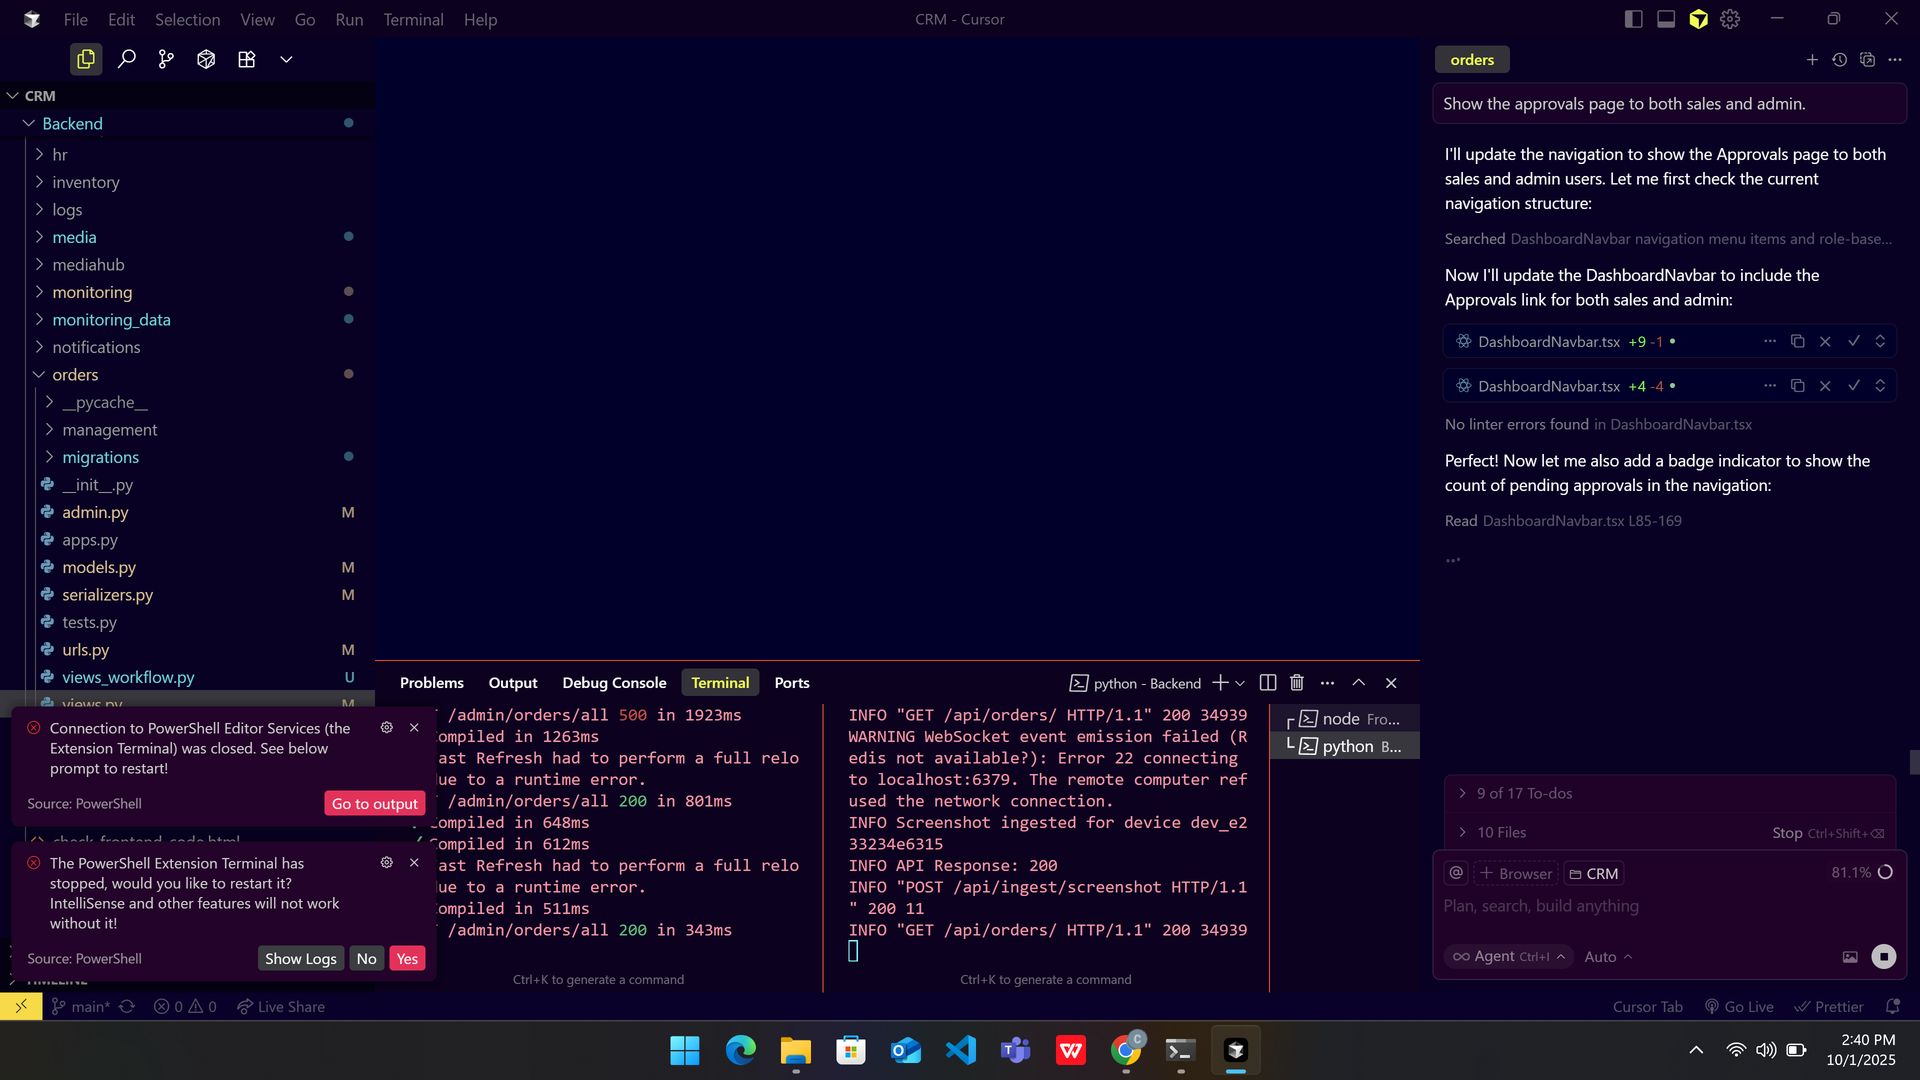 File Edit Selection View Go Run Terminal Help
CRM - Cursor
CRM
Backend
hr
inventory
logs
media
mediahub
monitoring
monitoring_data
notifications
orders
__pycache__
management
migrations
__init__.py
admin.py M
apps.py
models.py M
serializers.py M
tests.py
urls.py M
views_workflow.py U
views.py M
Connection to PowerShell Editor Services (the
Extension Terminal) was closed. See below
prompt to restart!
Source: PowerShell
Go to output
check_frontend_code.html
The PowerShell Extension Terminal has
stopped, would you like to restart it?
IntelliSense and other features will not work
without it!
Source: PowerShell
Show Logs No Yes
TIMELINE
Problems Output Debug Console Terminal Ports
python - Backend
/admin/orders/all 500 in 1923ms
ompiled in 1263ms
ast Refresh had to perform a full relo
ue to a runtime error.
/admin/orders/all 200 in 801ms
ompiled in 648ms
ompiled in 612ms
ast Refresh had to perform a full relo
ue to a runtime error.
ompiled in 511ms
/admin/orders/all 200 in 343ms
Ctrl+K to generate a command
INFO "GET /api/orders/ HTTP/1.1" 200 34939
WARNING WebSocket event emission failed (R
edis not available?): Error 22 connecting
to localhost:6379. The remote computer ref
used the network connection.
INFO Screenshot ingested for device dev_e2
33234e6315
INFO API Response: 200
INFO "POST /api/ingest/screenshot HTTP/1.1
" 200 11
INFO "GET /api/orders/ HTTP/1.1" 200 34939
Ctrl+K to generate a command
node Fro...
python B...
orders
Show the approvals page to both sales and admin.
I'll update the navigation to show the Approvals page to both
sales and admin users. Let me first check the current
navigation structure:
Searched DashboardNavbar navigation menu items and role-base...
Now I'll update the DashboardNavbar to include the
Approvals link for both sales and admin:
DashboardNavbar.tsx +9 -1
DashboardNavbar.tsx +4 -4
No linter errors found in DashboardNavbar.tsx
Perfect! Now let me also add a badge indicator to show the
count of pending approvals in the navigation:
Read DashboardNavbar.tsx L85-169
9 of 17 To-dos
10 Files
Stop Ctrl+Shift+
@ Browser CRM 81.1%
Plan, search, build anything
Agent Ctrl+I Auto
main* 0 0 Live Share
Cursor Tab Go Live Prettier
2:40 PM
10/1/2025